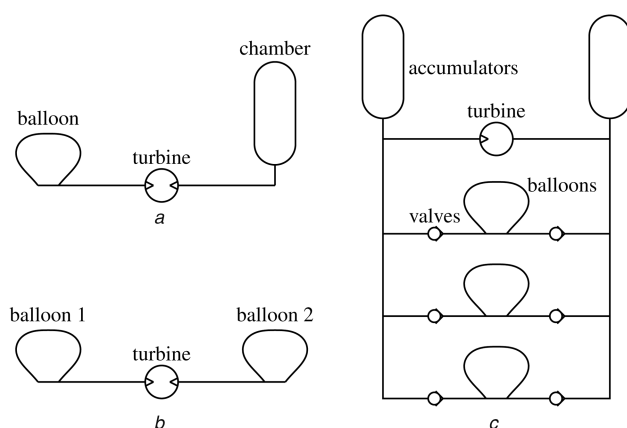 chamber
balloon
turbine
a
balloon 1
balloon 2
turbine
b
accumulators
turbine
balloons
valves
c